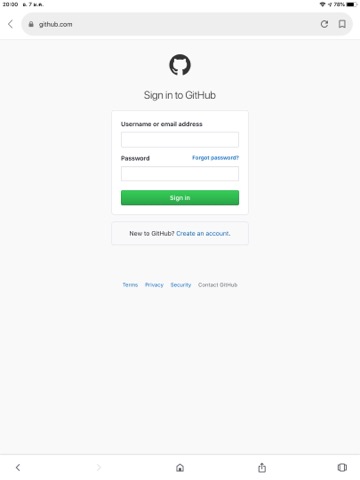 20:00 อ. 7 ม.ค. 78%
github.com
Sign in to GitHub
Username or email address
Password Forgot password?
Sign in
New to GitHub? Create an account.
Terms Privacy Security Contact GitHub